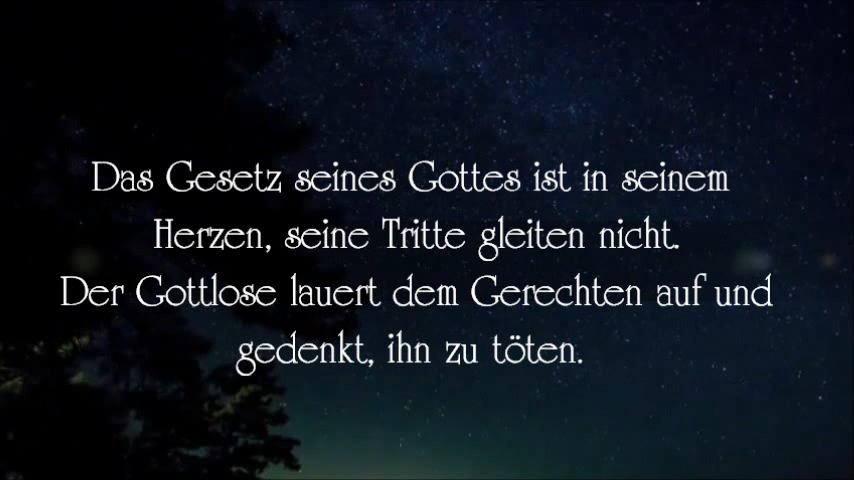 Das Gesetz seines Gottes ist in seinem
Herzen, seine Tritte gleiten nicht.
Der Gottlose lauert dem Gerechten auf und
gedenkt, ihn zu töten.